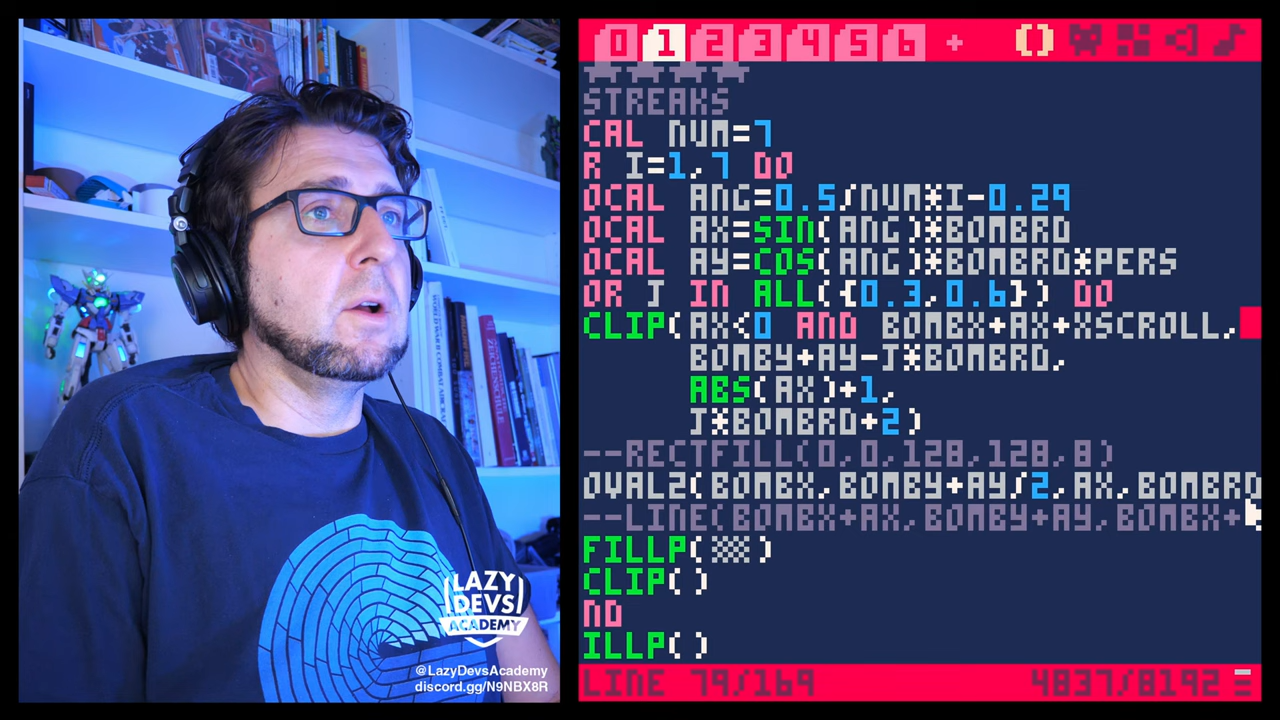 0 1 2 3 4 5 6 +
STREAKS
CAL NUM=7
R I=1,7 DO
OCAL ANG=0.5/NUM*I-0.29
OCAL AX=SIN(ANG)*BOMBRD
OCAL AY=COS(ANG)*BOMBRD*PERS
OR J IN ALL({0.3,0.6}) DO
CLIP(AX<0 AND BOMBX+AX+XSCROLL,
BOMBY+AY-J*BOMBRD,
ABS(AX)+1,
J*BOMBRD+2)
--RECTFILL(0,0,128,128,8)
OVAL2(BOMBX,BOMBY+AY/2,AX,BOMBRD
--LINE(BOMBX+AX,BOMBY+AY,BOMBX+
FILLP(▒)
CLIP()
ND
ILLP()
LINE 79/169 4837/8192
LAZY
DEVS
ACADEMY
@LazyDevsAcademy
discord.gg/N9NBX8R